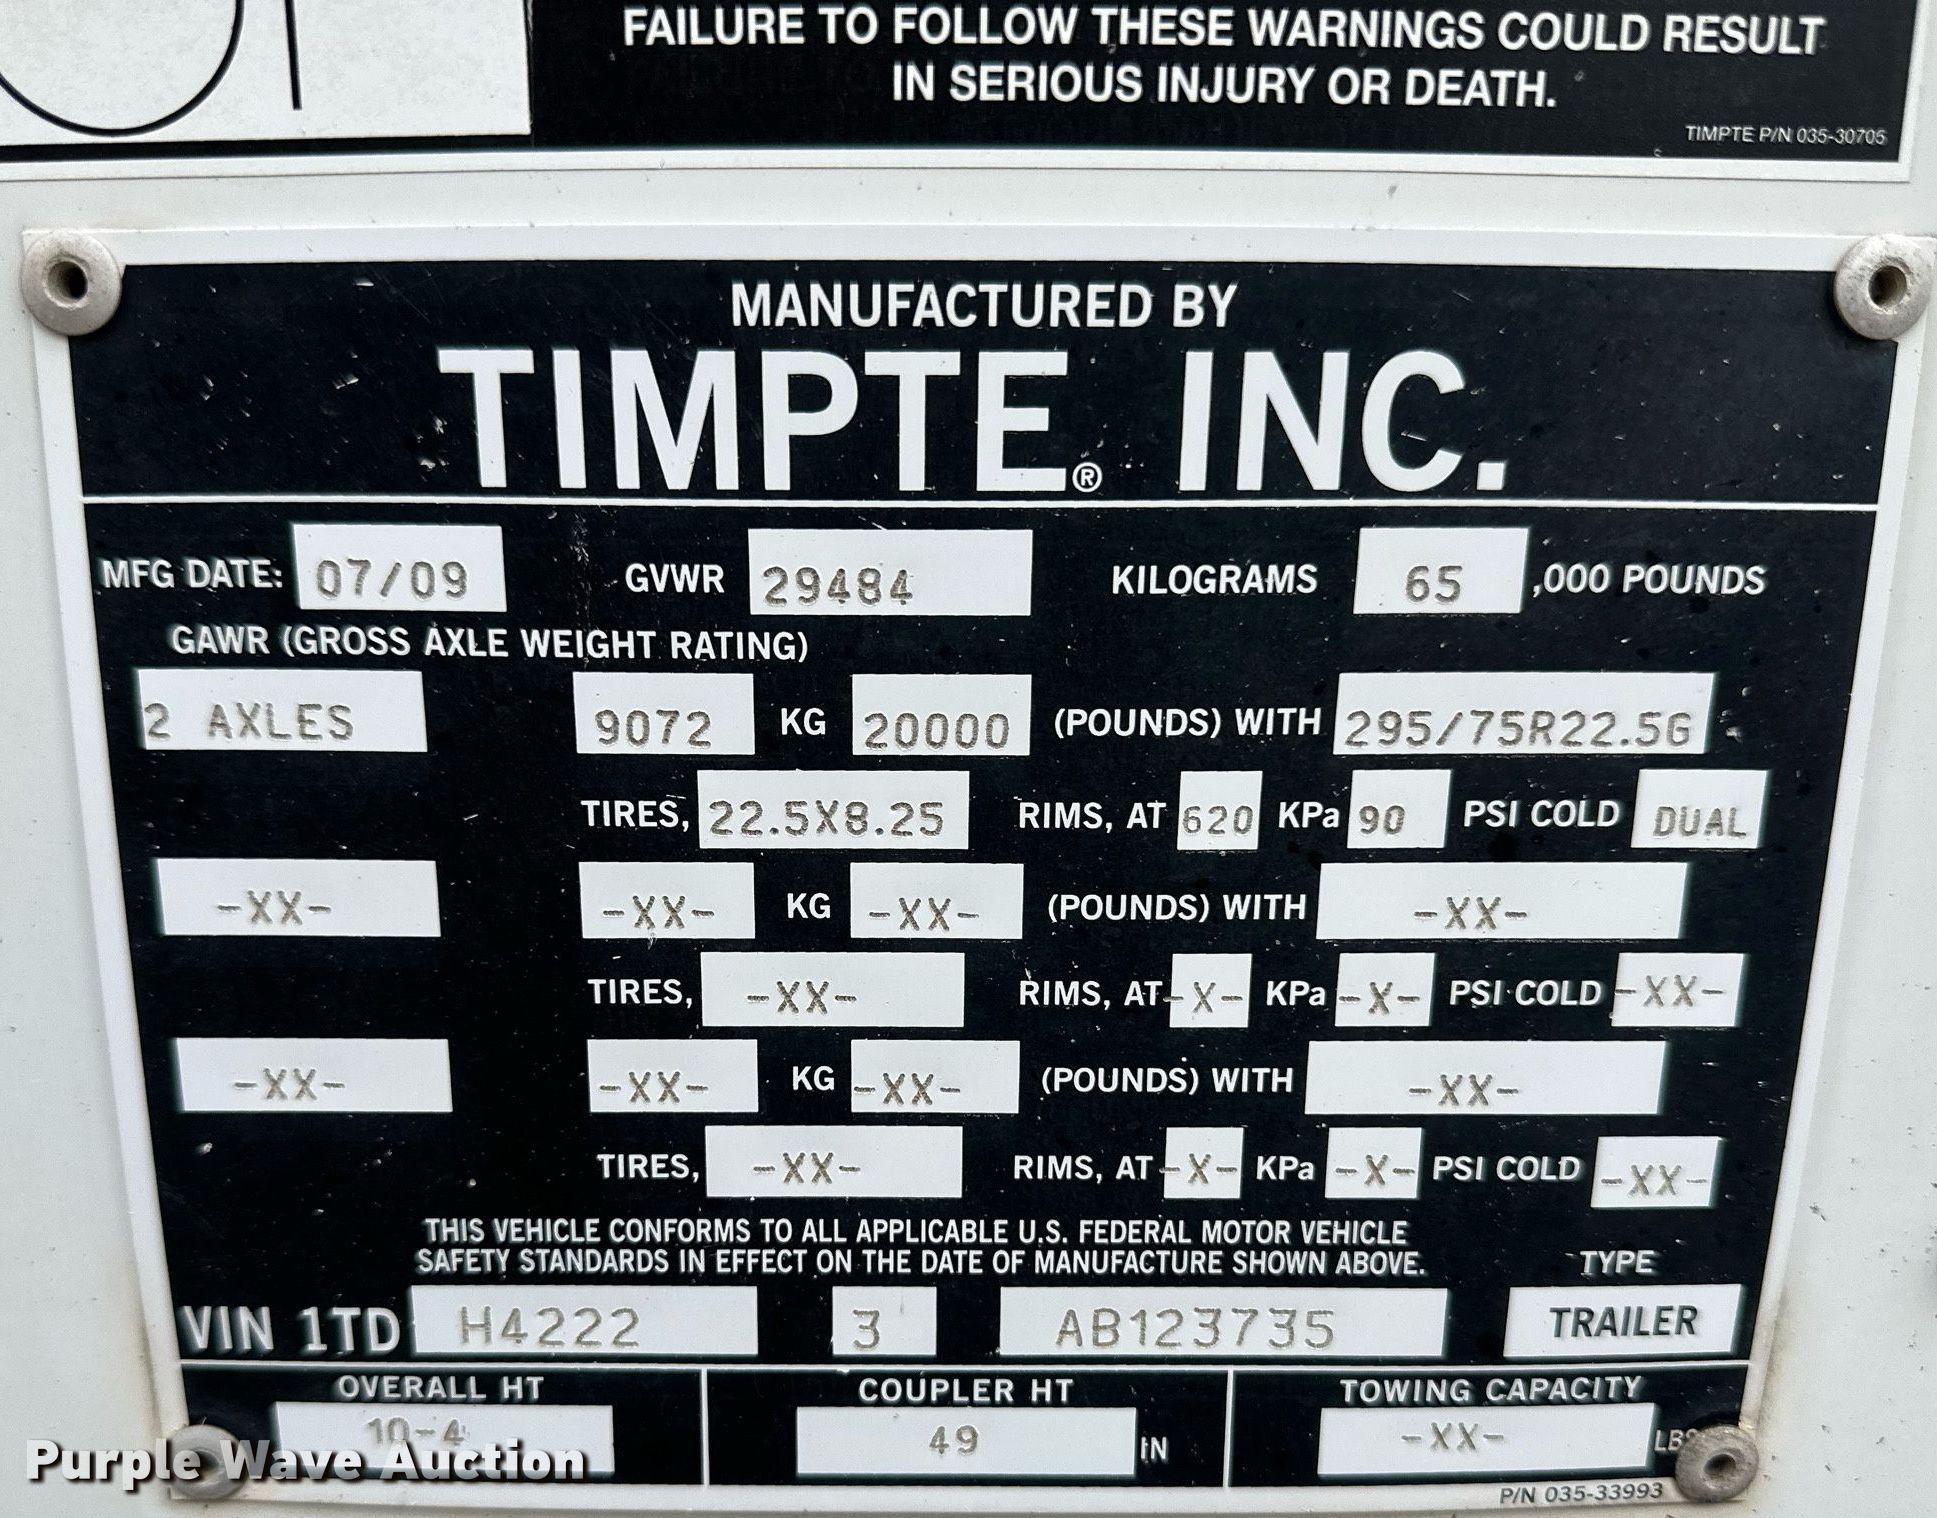 FAILURE TO FOLLOW THESE WARNINGS COULD RESULT
IN SERIOUS INJURY OR DEATH.
TIMPTE P/N 035-30705
MANUFACTURED BY
TIMPTE® INC.
MFG DATE: 07/09 GVWR 29484 KILOGRAMS 65 ,000 POUNDS
GAWR (GROSS AXLE WEIGHT RATING)
2 AXLES 9072 KG 20000 (POUNDS) WITH 295/75R22.5G
TIRES, 22.5X8.25 RIMS, AT 620 KPa 90 PSI COLD DUAL
-XX- -XX- KG -XX- (POUNDS) WITH -XX-
TIRES, -XX- RIMS, AT -X- KPa -X- PSI COLD -XX-
-XX- -XX- KG -XX- (POUNDS) WITH -XX-
TIRES, -XX- RIMS, AT -X- KPa -X- PSI COLD -XX-
THIS VEHICLE CONFORMS TO ALL APPLICABLE U.S. FEDERAL MOTOR VEHICLE
SAFETY STANDARDS IN EFFECT ON THE DATE OF MANUFACTURE SHOWN ABOVE. TYPE
VIN 1TD H4222 3 AB123735 TRAILER
OVERALL HT COUPLER HT TOWING CAPACITY
10-4 49 IN -XX- LBS
Purple Wave Auction
P/N 035-33993